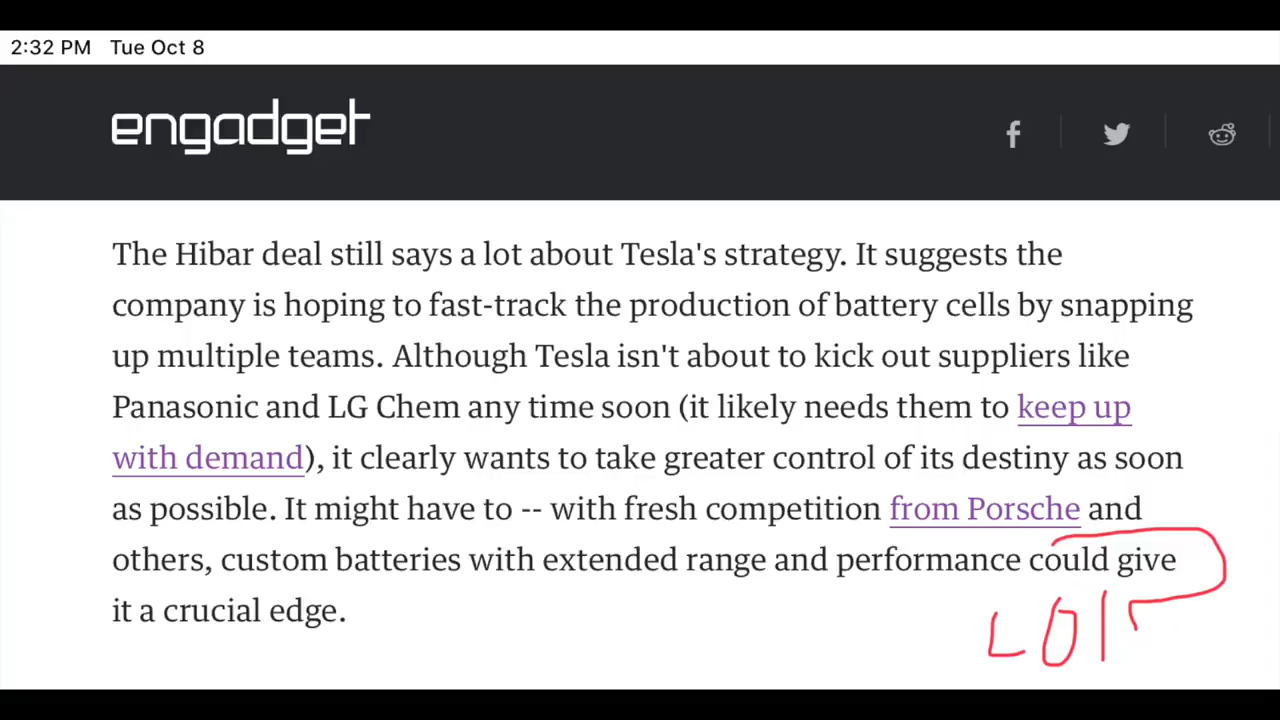 2:32 PM Tue Oct 8
engadget
The Hibar deal still says a lot about Tesla's strategy. It suggests the
company is hoping to fast-track the production of battery cells by snapping
up multiple teams. Although Tesla isn't about to kick out suppliers like
Panasonic and LG Chem any time soon (it likely needs them to keep up
with demand), it clearly wants to take greater control of its destiny as soon
as possible. It might have to -- with fresh competition from Porsche and
others, custom batteries with extended range and performance could give
it a crucial edge.